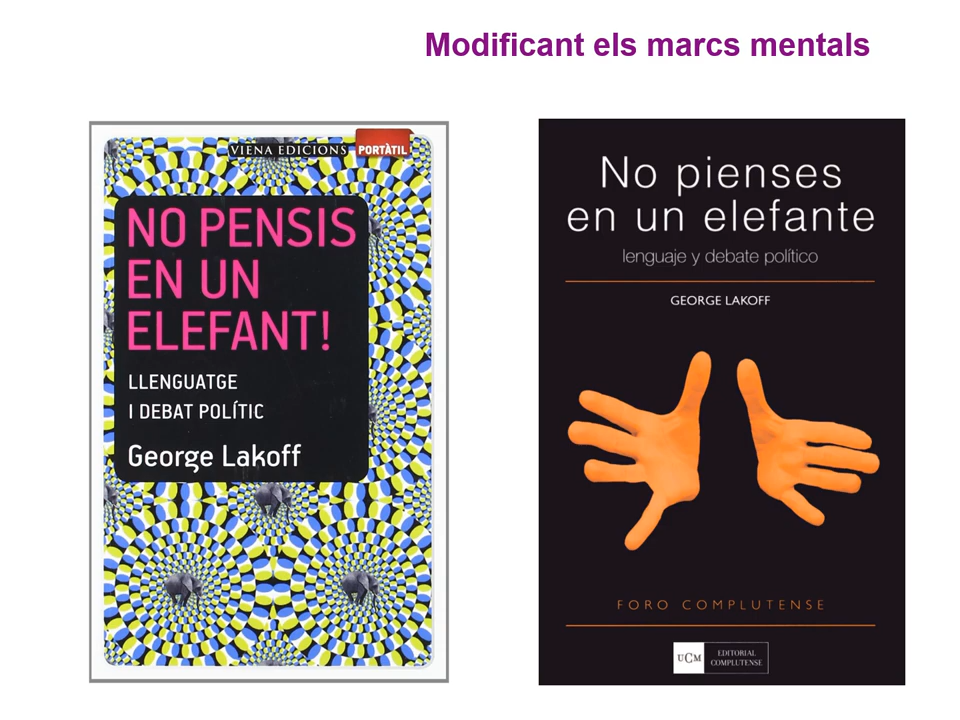 Modificant els marcs mentals
VIENA EDICIONS
PORTÀTIL
NO PENSIS
EN UN
ELEFANT!
LLENGUATGE
I DEBAT POLÍTIC
George Lakoff
No pienses
en un elefante
lenguaje y debate político
GEORGE LAKOFF
FORO COMPLUTENSE
UCM
EDITORIAL
COMPLUTENSE